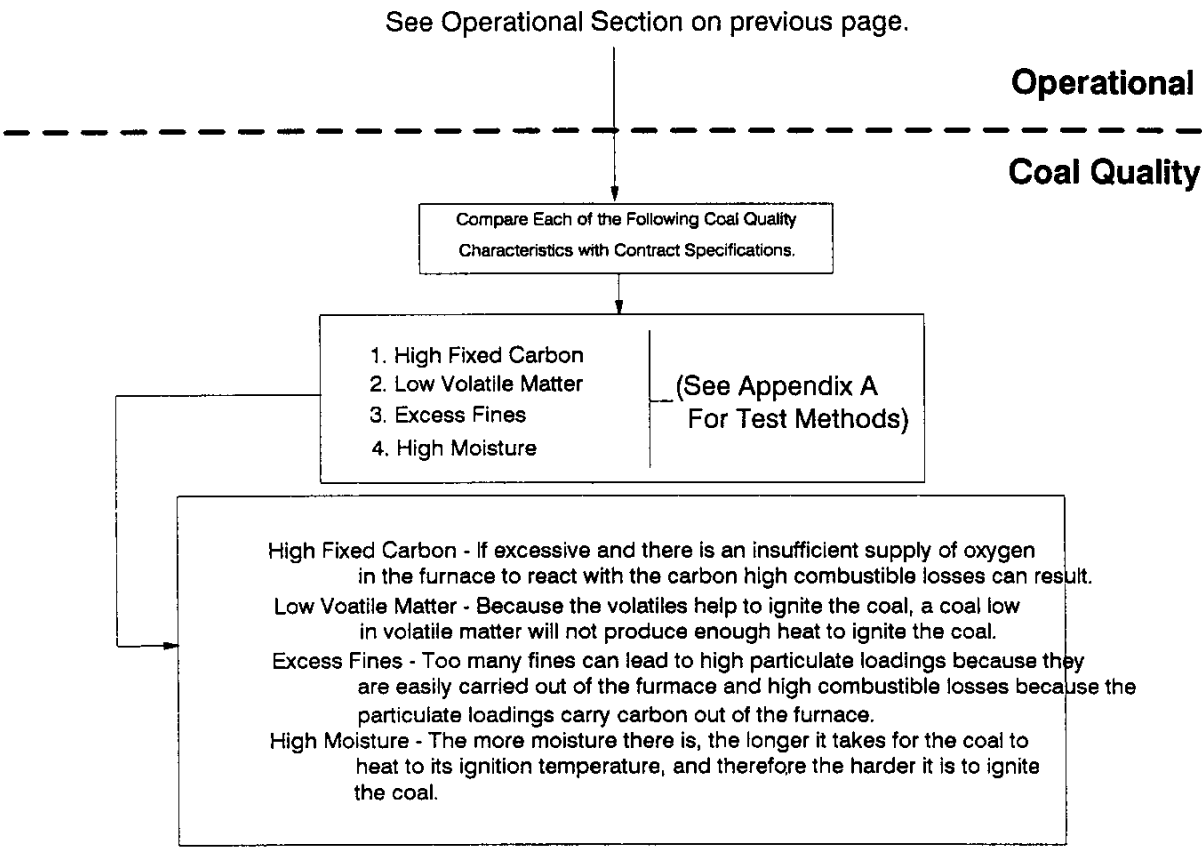 See Operational Section on previous page.
Operational
Coal Quality
Compare Each of the Following Coal Quality
Characteristics with Contract Specifications.
1. High Fixed Carbon
2. Low Volatile Matter
3. Excess Fines
4. High Moisture
(See Appendix A
For Test Methods)
High Fixed Carbon - If excessive and there is an insufficient supply of oxygen
in the furnace to react with the carbon high combustible losses can result.
Low Voatile Matter - Because the volatiles help to ignite the coal, a coal low
in volatile matter will not produce enough heat to ignite the coal.
Excess Fines - Too many fines can lead to high particulate loadings because they
are easily carried out of the furmace and high combustible losses because the
particulate loadings carry carbon out of the furnace.
High Moisture - The more moisture there is, the longer it takes for the coal to
heat to its ignition temperature, and therefore the harder it is to ignite
the coal.